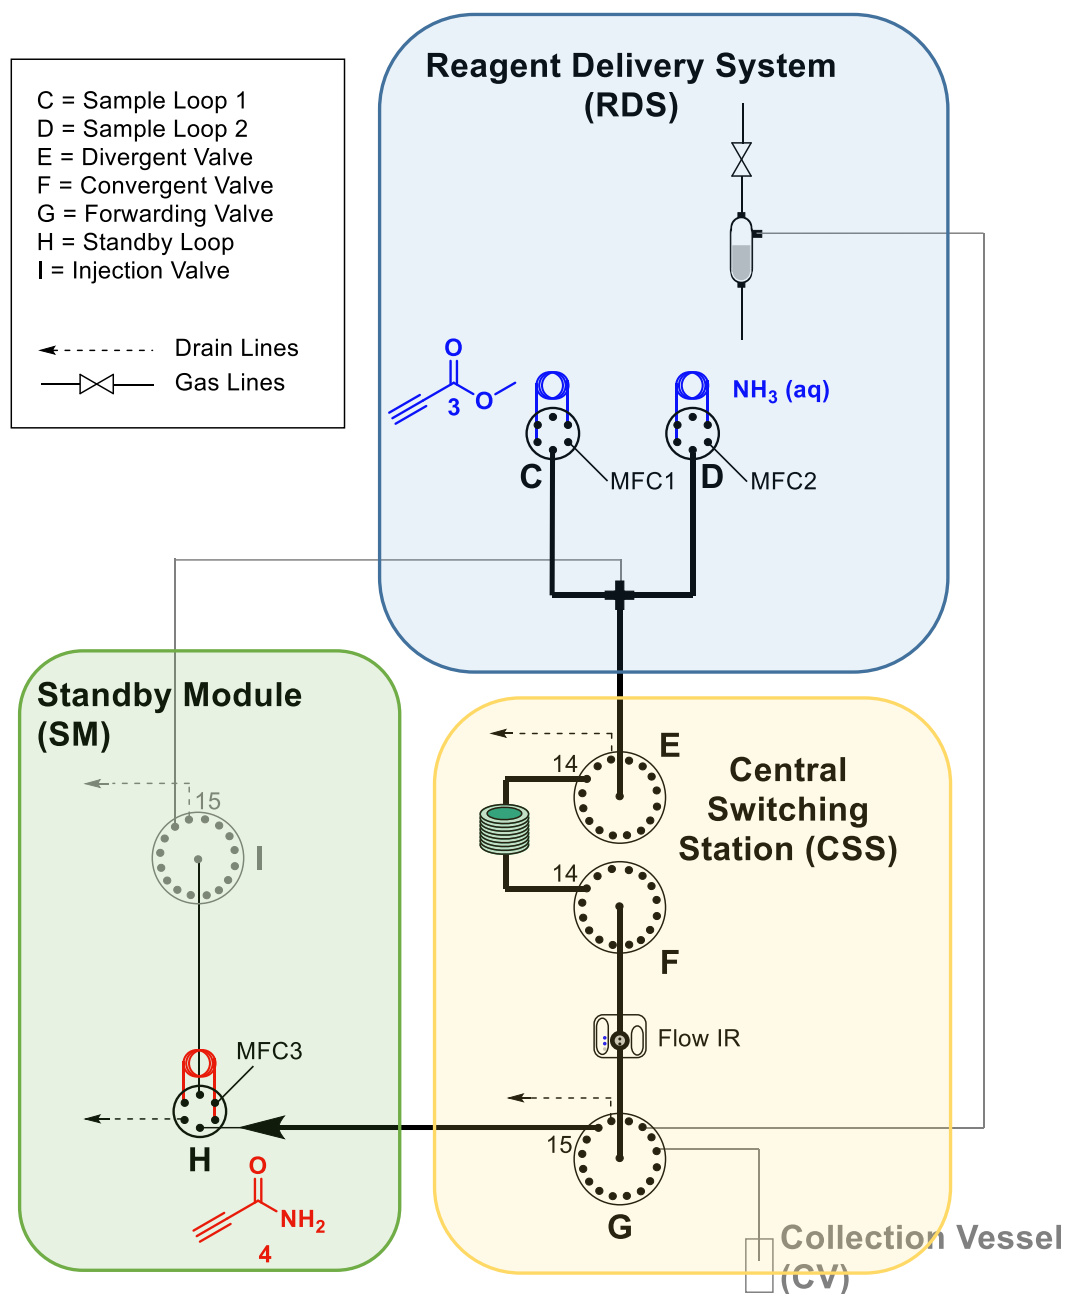 Reagent Delivery System
(RDS)
C = Sample Loop 1
D = Sample Loop 2
E = Divergent Valve
F = Convergent Valve
G = Forwarding Valve
H = Standby Loop
I = Injection Valve
Drain Lines
Gas Lines
O
O
3
NH3 (aq)
C
MFC1
D
MFC2
Standby Module
(SM)
15
I
E
14
Central
Switching
Station (CSS)
14
F
Flow IR
MFC3
H
15
G
O
NH2
4
Collection Vessel
(CV)